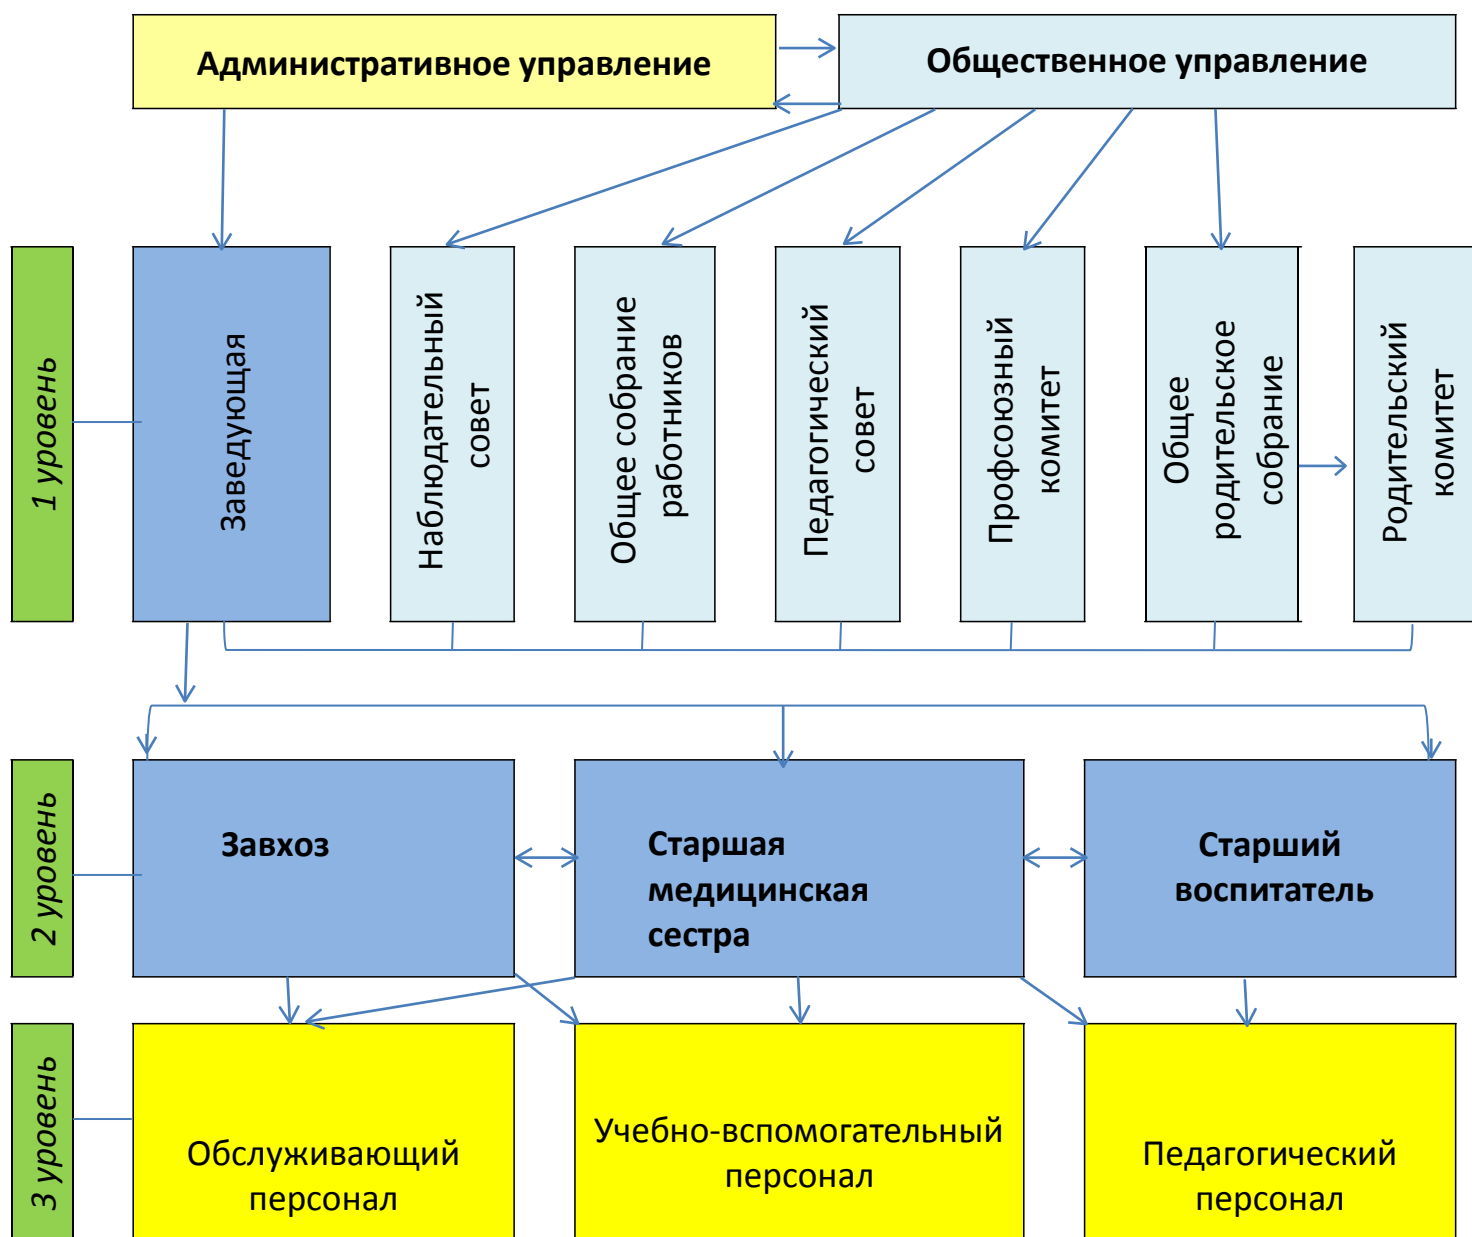 Административное управление
Общественное управление
1 уровень
Заведующая
Наблюдательный
совет
Общее собрание
работников
Педагогический
совет
Профсоюзный
комитет
Общее
родительское
собрание
Родительский
комитет
2 уровень
Завхоз
Старшая
медицинская
сестра
Старший
воспитатель
3 уровень
Обслуживающий
персонал
Учебно-вспомогательный
персонал
Педагогический
персонал